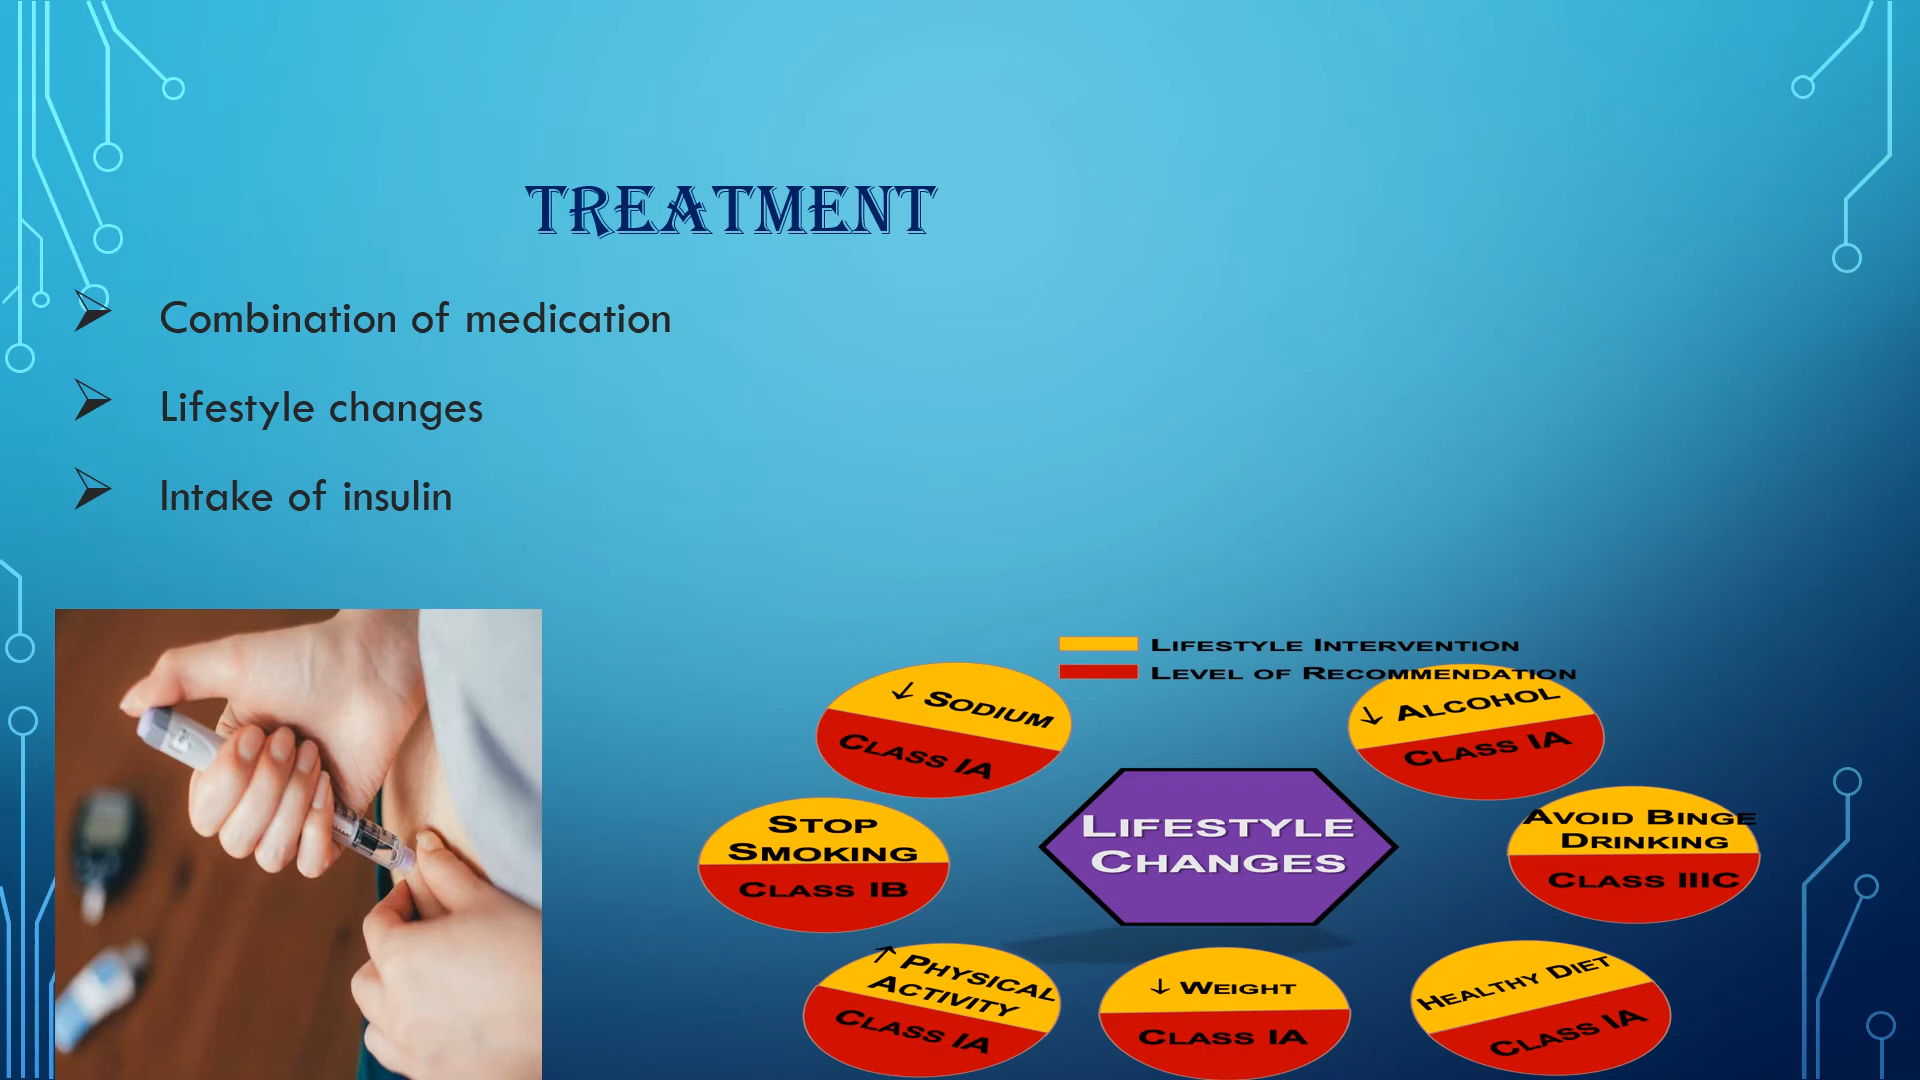 TREATMENT
Combination of medication
Lifestyle changes
Intake of insulin
LIFESTYLE INTERVENTION
LEVEL OF RECOMMENDATION
↓ SODIUM
CLASS IA
↓ ALCOHOL
CLASS IA
STOP
SMOKING
CLASS IB
LIFESTYLE
CHANGES
AVOID BINGE
DRINKING
CLASS IIIC
↑ PHYSICAL
ACTIVITY
CLASS IA
↓ WEIGHT
CLASS IA
HEALTHY DIET
CLASS IA